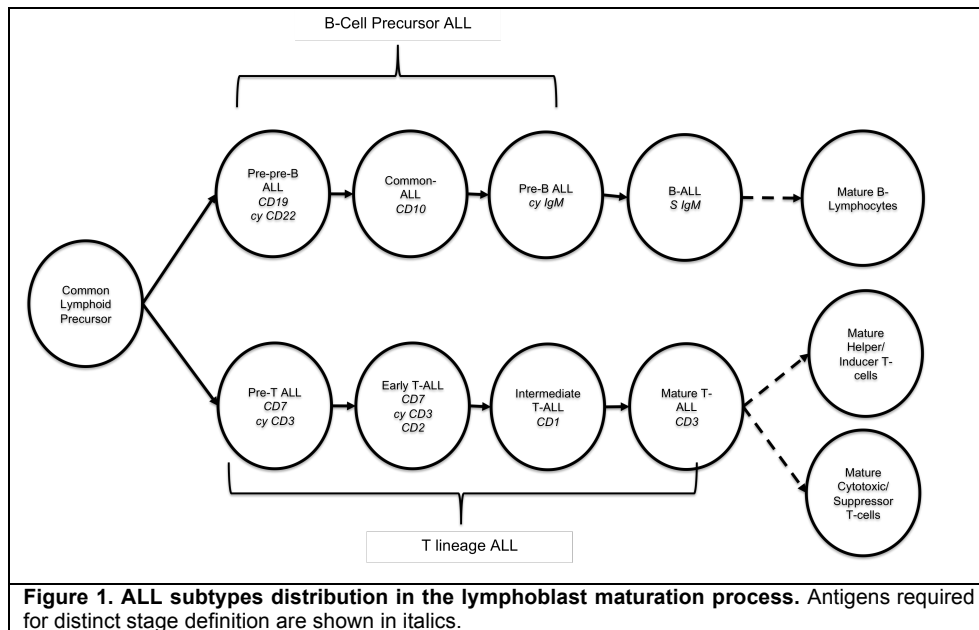 B-Cell Precursor ALL
Pre-pre-B
ALL
CD19
cy CD22
Common-
ALL
CD10
Pre-B ALL
cy IgM
B-ALL
S IgM
Mature B-
Lymphocytes
Common
Lymphoid
Precursor
Mature
Helper/
Inducer T-
cells
Pre-T ALL
CD7
cy CD3
Early T-ALL
CD7
cy CD3
CD2
Intermediate
T-ALL
CD1
Mature T-
ALL
CD3
Mature
Cytotoxic/
Suppressor
T-cells
T lineage ALL
Figure 1. ALL subtypes distribution in the lymphoblast maturation process. Antigens required
for distinct stage definition are shown in italics.